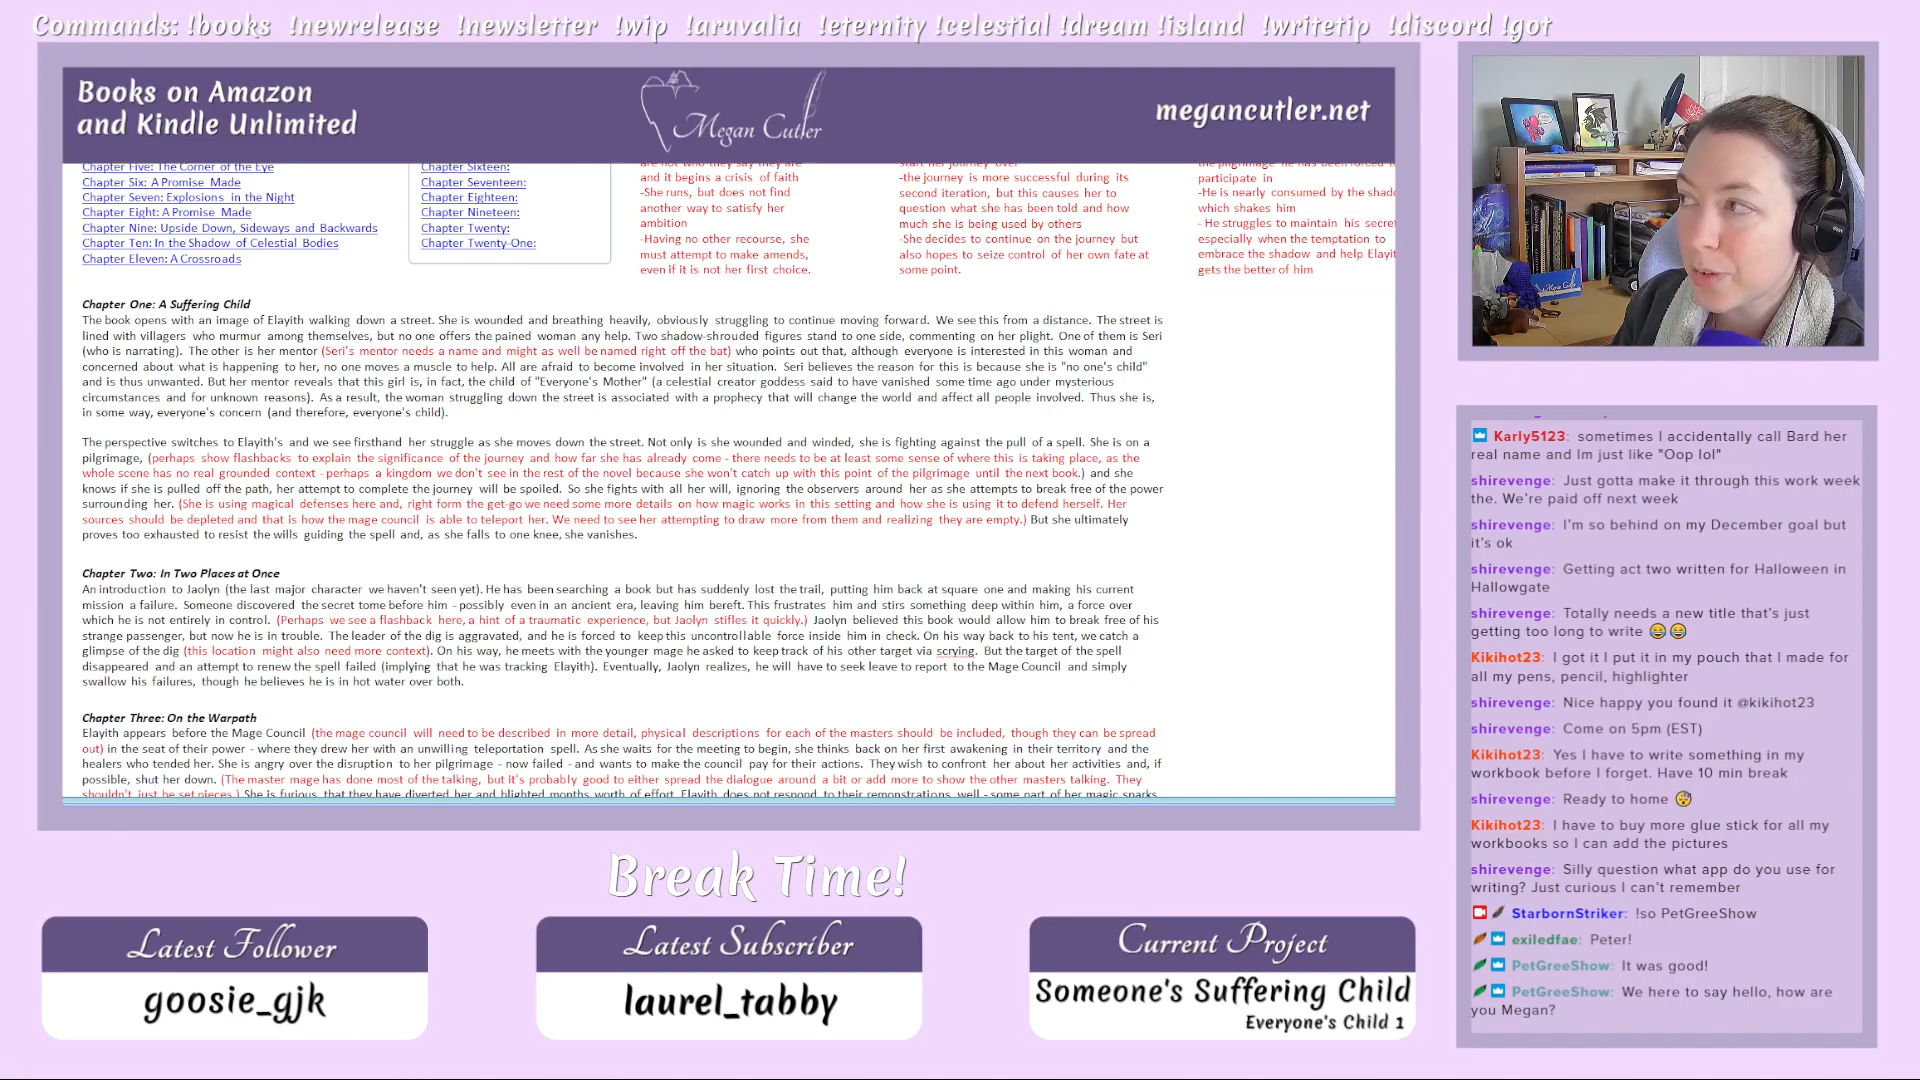 Commands: !books !newrelease !newsletter !wip !aruvalia !eternity !celestial !dream !island !writetip !discord !got
Books on Amazon
and Kindle Unlimited
Megan Cutler
megancutler.net
Chapter Five: The Corner of the Eye
Chapter Six: A Promise Made
Chapter Seven: Explosions in the Night
Chapter Eight: A Promise Made
Chapter Nine: Upside Down, Sideways and Backwards
Chapter Ten: In the Shadow of Celestial Bodies
Chapter Eleven: A Crossroads
Chapter Sixteen:
Chapter Seventeen:
Chapter Eighteen:
Chapter Nineteen:
Chapter Twenty:
Chapter Twenty-One:
are not who they say they are
and it begins a crisis of faith
-She runs, but does not find
another way to satisfy her
ambition
-Having no other recourse, she
must attempt to make amends,
even if it is not her first choice.
start her journey over
-the journey is more successful during its
second iteration, but this causes her to
question what she has been told and how
much she is being used by others
-She decides to continue on the journey but
also hopes to seize control of her own fate at
some point.
the pilgrimage he has been forced
participate in
-He is nearly consumed by the
which shakes him
- He struggles to maintain his
especially when the temptation to
embrace the shadow and help
gets the better of him
Chapter One: A Suffering Child
The book opens with an image of Elayith walking down a street. She is wounded and breathing heavily, obviously struggling to continue moving forward. We see this from a distance. The street is
lined with villagers who murmur among themselves, but no one offers the pained woman any help. Two shadow-shrouded figures stand to one side, commenting on her plight. One of them is Seri
(who is narrating). The other is her mentor (Seri's mentor needs a name and might as well be named right off the bat) who points out that, although everyone is interested in this woman and
concerned about what is happening to her, no one moves a muscle to help. All are afraid to become involved in her situation. Seri believes the reason for this is because she is "no one's child"
and is thus unwanted. But her mentor reveals that this girl is, in fact, the child of "Everyone's Mother" (a celestial creator goddess said to have vanished some time ago under mysterious
circumstances and for unknown reasons). As a result, the woman struggling down the street is associated with a prophecy that will change the world and affect all people involved. Thus she is,
in some way, everyone's concern (and therefore, everyone's child).
The perspective switches to Elayith's and we see firsthand her struggle as she moves down the street. Not only is she wounded and winded, she is fighting against the pull of a spell. She is on a
pilgrimage, (perhaps show flashbacks to explain the significance of the journey and how far she has already come - there needs to be at least some sense of where this is taking place, as the
whole scene has no real grounded context - perhaps a kingdom we don't see in the rest of the novel because she won't catch up with this point of the pilgrimage until the next book.) and she
knows if she is pulled off the path, her attempt to complete the journey will be spoiled. So she fights with all her will, ignoring the observers around her as she attempts to break free of the power
surrounding her. (She is using magical defenses here and, right form the get-go we need some more details on how magic works in this setting and how she is using it to defend herself. Her
sources should be depleted and that is how the mage council is able to teleport her. We need to see her attempting to draw more from them and realizing they are empty.) But she ultimately
proves too exhausted to resist the wills guiding the spell and, as she falls to one knee, she vanishes.
Chapter Two: In Two Places at Once
An introduction to Jaolyn (the last major character we haven't seen yet). He has been searching a book but has suddenly lost the trail, putting him back at square one and making his current
mission a failure. Someone discovered the secret tome before him - possibly even in an ancient era, leaving him bereft. This frustrates him and stirs something deep within him, a force over
which he is not entirely in control. (Perhaps we see a flashback here, a hint of a traumatic experience, but Jaolyn stifles it quickly.) Jaolyn believed this book would allow him to break free of his
strange passenger, but now he is in trouble. The leader of the dig is aggravated, and he is forced to keep this uncontrollable force inside him in check. On his way back to his tent, we catch a
glimpse of the dig (this location might also need more context). On his way, he meets with the younger mage he asked to keep track of his other target via scrying. But the target of the spell
disappeared and an attempt to renew the spell failed (implying that he was tracking Elayith). Eventually, Jaolyn realizes, he will have to seek leave to report to the Mage Council and simply
swallow his failures, though he believes he is in hot water over both.
Chapter Three: On the Warpath
Elayith appears before the Mage Council (the mage council will need to be described in more detail, physical descriptions for each of the masters should be included, though they can be spread
out) in the seat of their power - where they drew her with an unwilling teleportation spell. As she waits for the meeting to begin, she thinks back on her first awakening in their territory and the
healers who tended her. She is angry over the disruption to her pilgrimage - now failed - and wants to make the council pay for their actions. They wish to confront her about her activities and, if
possible, shut her down. (The master mage has done most of the talking, but it's probably good to either spread the dialogue around a bit or add more to show the other masters talking. They
shouldn't just be set pieces.) She is furious, that they have diverted her and blighted months worth of effort. Elayith does not respond to their remonstrations well - some part of her magic sparks
Karly5123: sometimes I accidentally call Bard her
real name and Im just like "Oop lol"
shirevenge: Just gotta make it through this work week
the. We're paid off next week
shirevenge: I'm so behind on my December goal but
it's ok
shirevenge: Getting act two written for Halloween in
Hallowgate
shirevenge: Totally needs a new title that's just
getting too long to write 😂 😂
Kikihot23: I got it I put it in my pouch that I made for
all my pens, pencil, highlighter
shirevenge: Nice happy you found it @kikihot23
shirevenge: Come on 5pm (EST)
Kikihot23: Yes I have to write something in my
workbook before I forget. Have 10 min break
shirevenge: Ready to home 😴
Kikihot23: I have to buy more glue stick for all my
workbooks so I can add the pictures
shirevenge: Silly question what app do you use for
writing? Just curious I can't remember
StarbornStriker: !so PetGreeShow
exiledfae: Peter!
PetGreeShow: It was good!
PetGreeShow: We here to say hello, how are
you Megan?
Break Time!
Latest Follower
goosie_gjk
Latest Subscriber
laurel_tabby
Current Project
Someone's Suffering Child
Everyone's Child 1